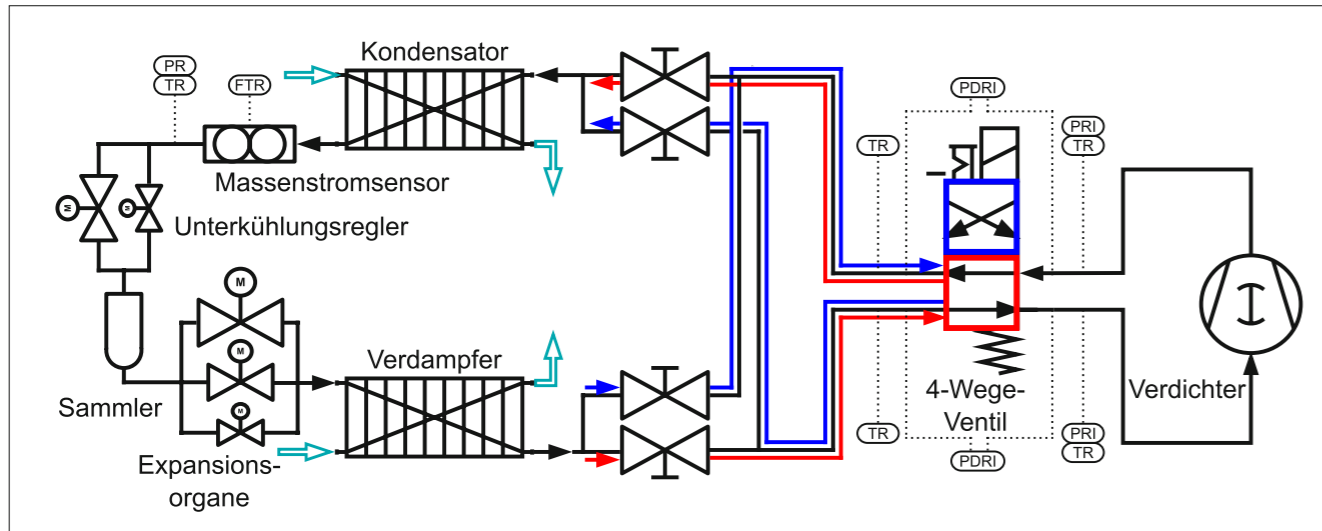 Kondensator
PR
TR
FTR
Massenstromsensor
M
M
Unterkühlungsregler
M
M
M
Sammler
Expansions-
organe
Verdampfer
PDRI
TR
PRI
TR
4-Wege-
Ventil
Verdichter
TR
PRI
TR
PDRI